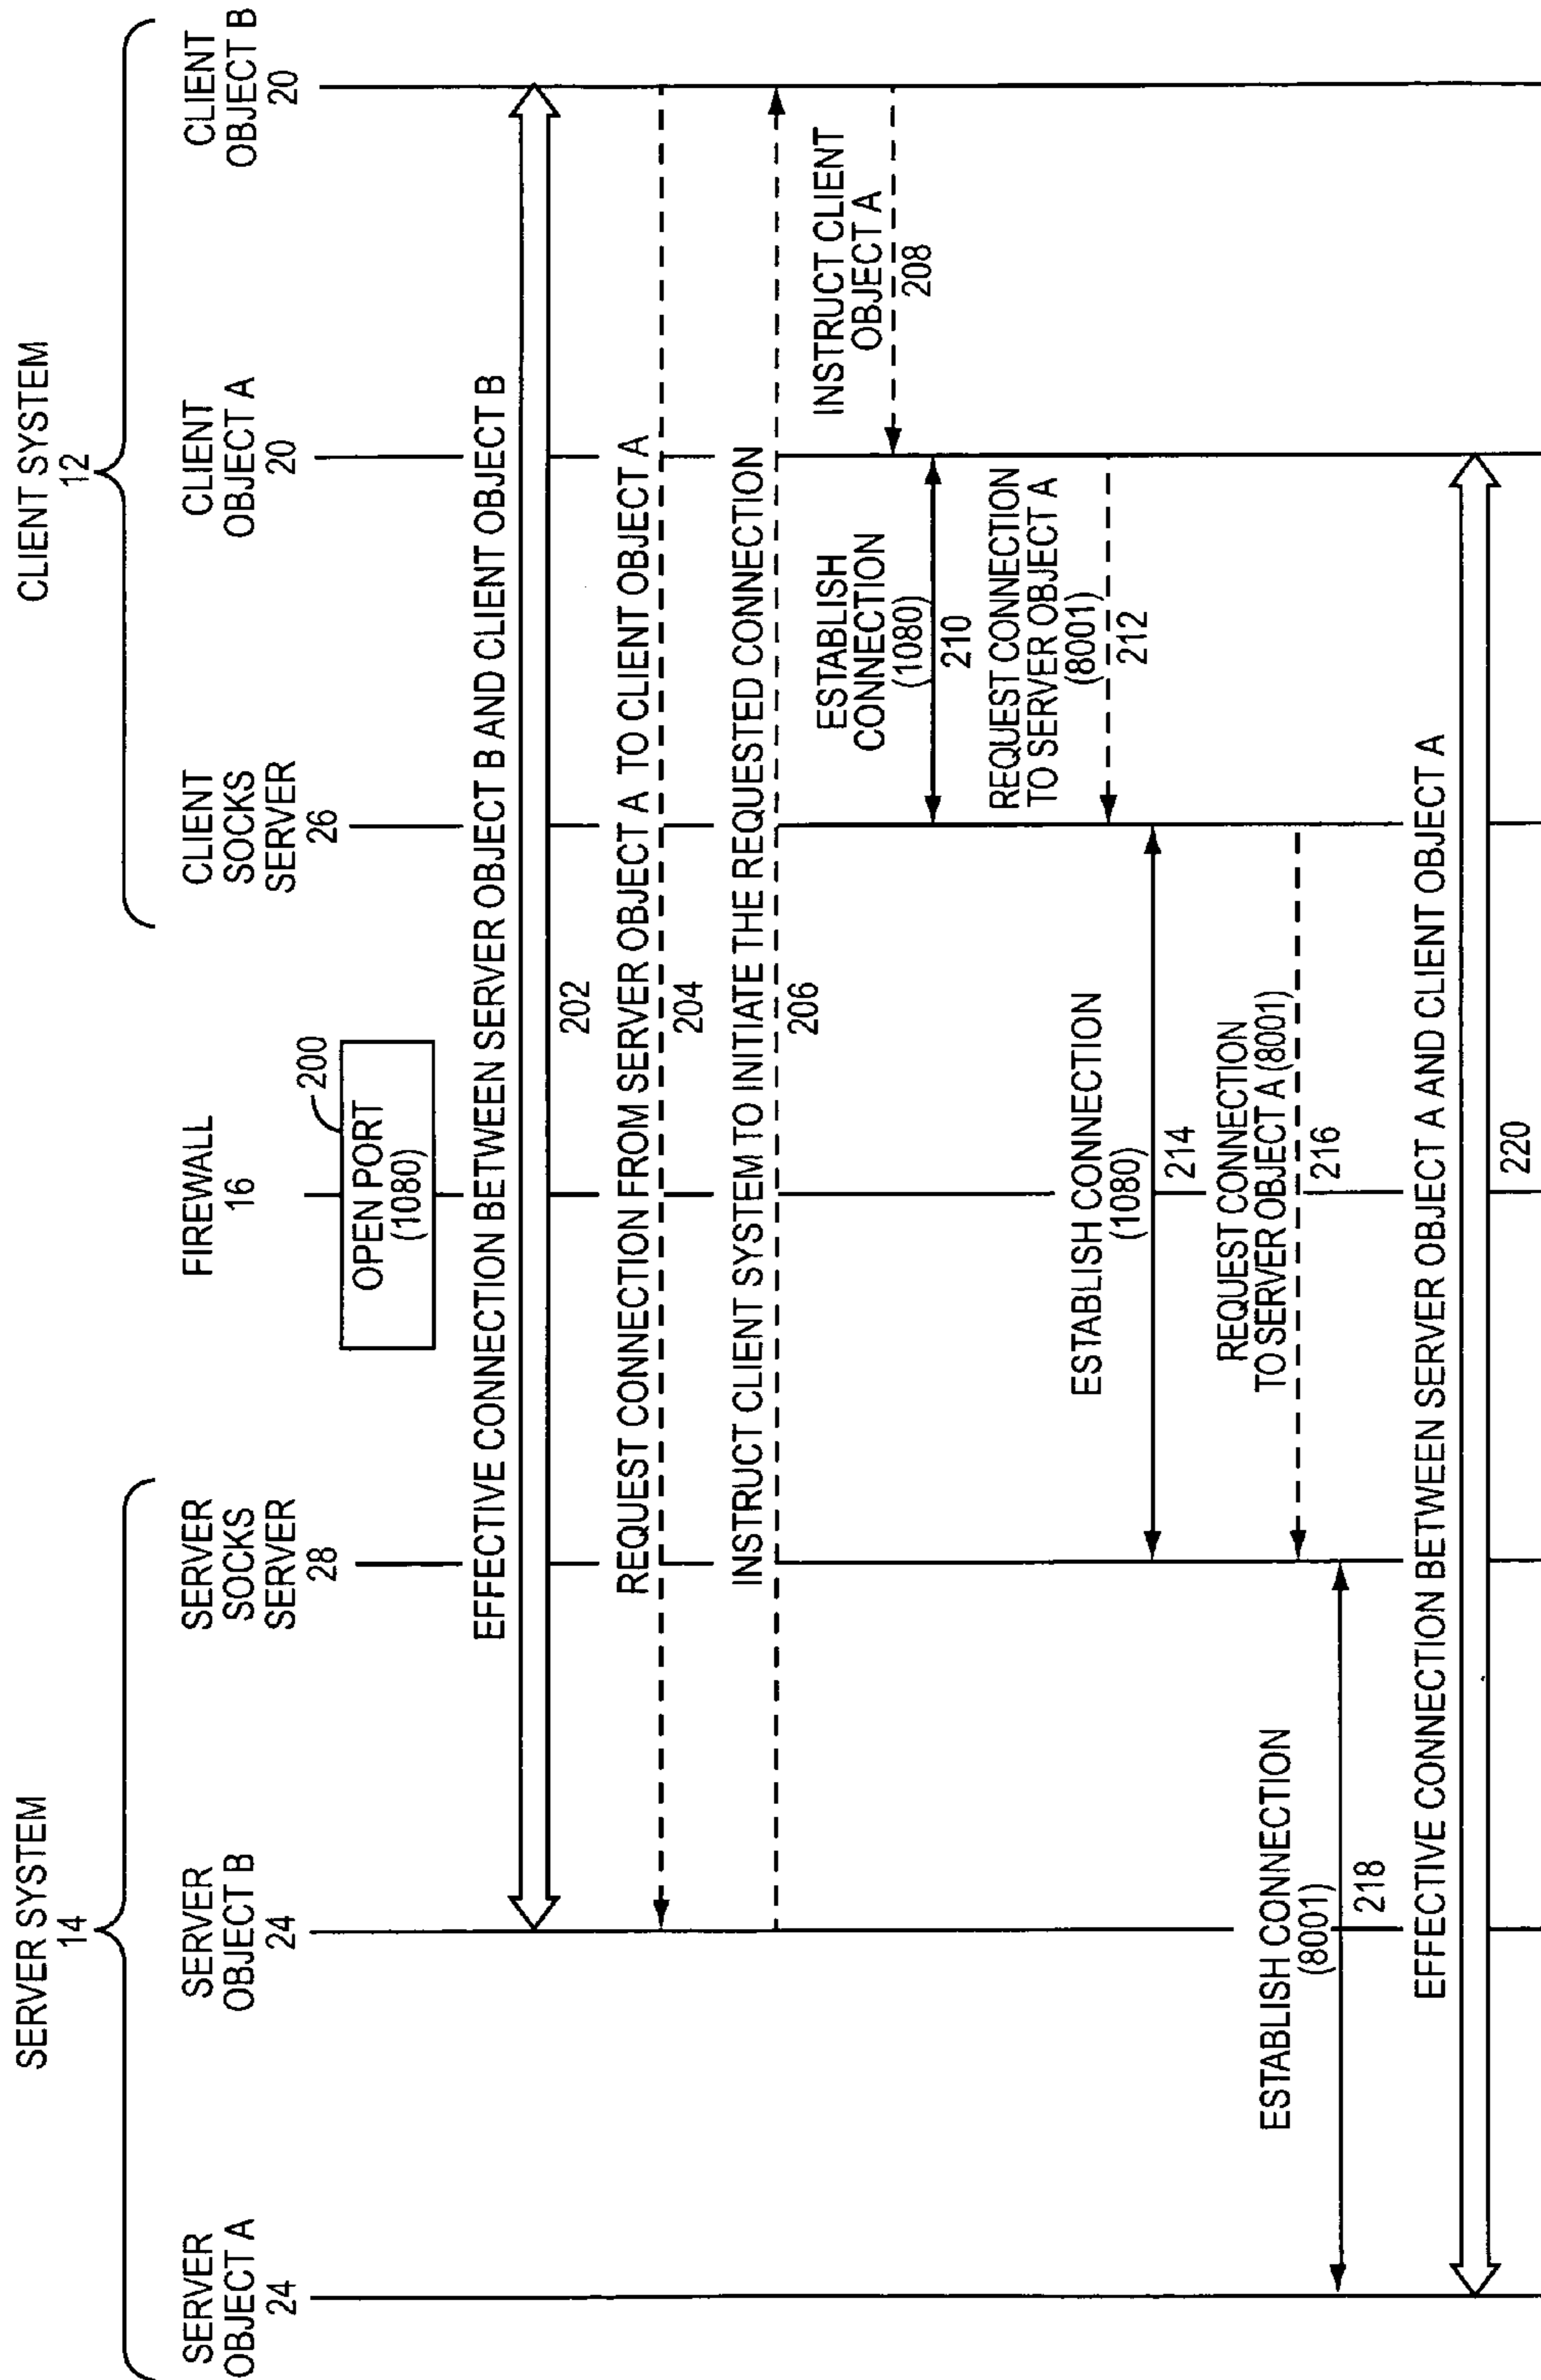 SERVER SYSTEM
14
CLIENT SYSTEM
12
SERVER
OBJECT A
24
SERVER
OBJECT B
24
SERVER
SOCKS
SERVER
28
FIREWALL
16
CLIENT
SOCKS
SERVER
26
CLIENT
OBJECT A
20
CLIENT
OBJECT B
20
200
OPEN PORT
(1080)
EFFECTIVE CONNECTION BETWEEN SERVER OBJECT B AND CLIENT OBJECT B
202
REQUEST CONNECTION FROM SERVER OBJECT A TO CLIENT OBJECT A
204
INSTRUCT CLIENT SYSTEM TO INITIATE THE REQUESTED CONNECTION
206
INSTRUCT CLIENT
OBJECT A
208
ESTABLISH
CONNECTION
(1080)
210
REQUEST CONNECTION
TO SERVER OBJECT A
(8001)
212
ESTABLISH CONNECTION
(1080)
214
REQUEST CONNECTION
TO SERVER OBJECT A (8001)
216
ESTABLISH CONNECTION
(8001)
218
EFFECTIVE CONNECTION BETWEEN SERVER OBJECT A AND CLIENT OBJECT A
220